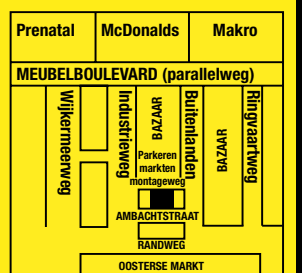 Prenatal McDonalds Makro
MEUBELBOULEVARD (parallelweg)
Wijkermeerweg
Industrieweg
BAZAAR
Buitenlanden
BAZAAR
Ringvaartweg
Parkeren
markten
montageweg
AMBACHTSTRAAT
RANDWEG
OOSTERSE MARKT